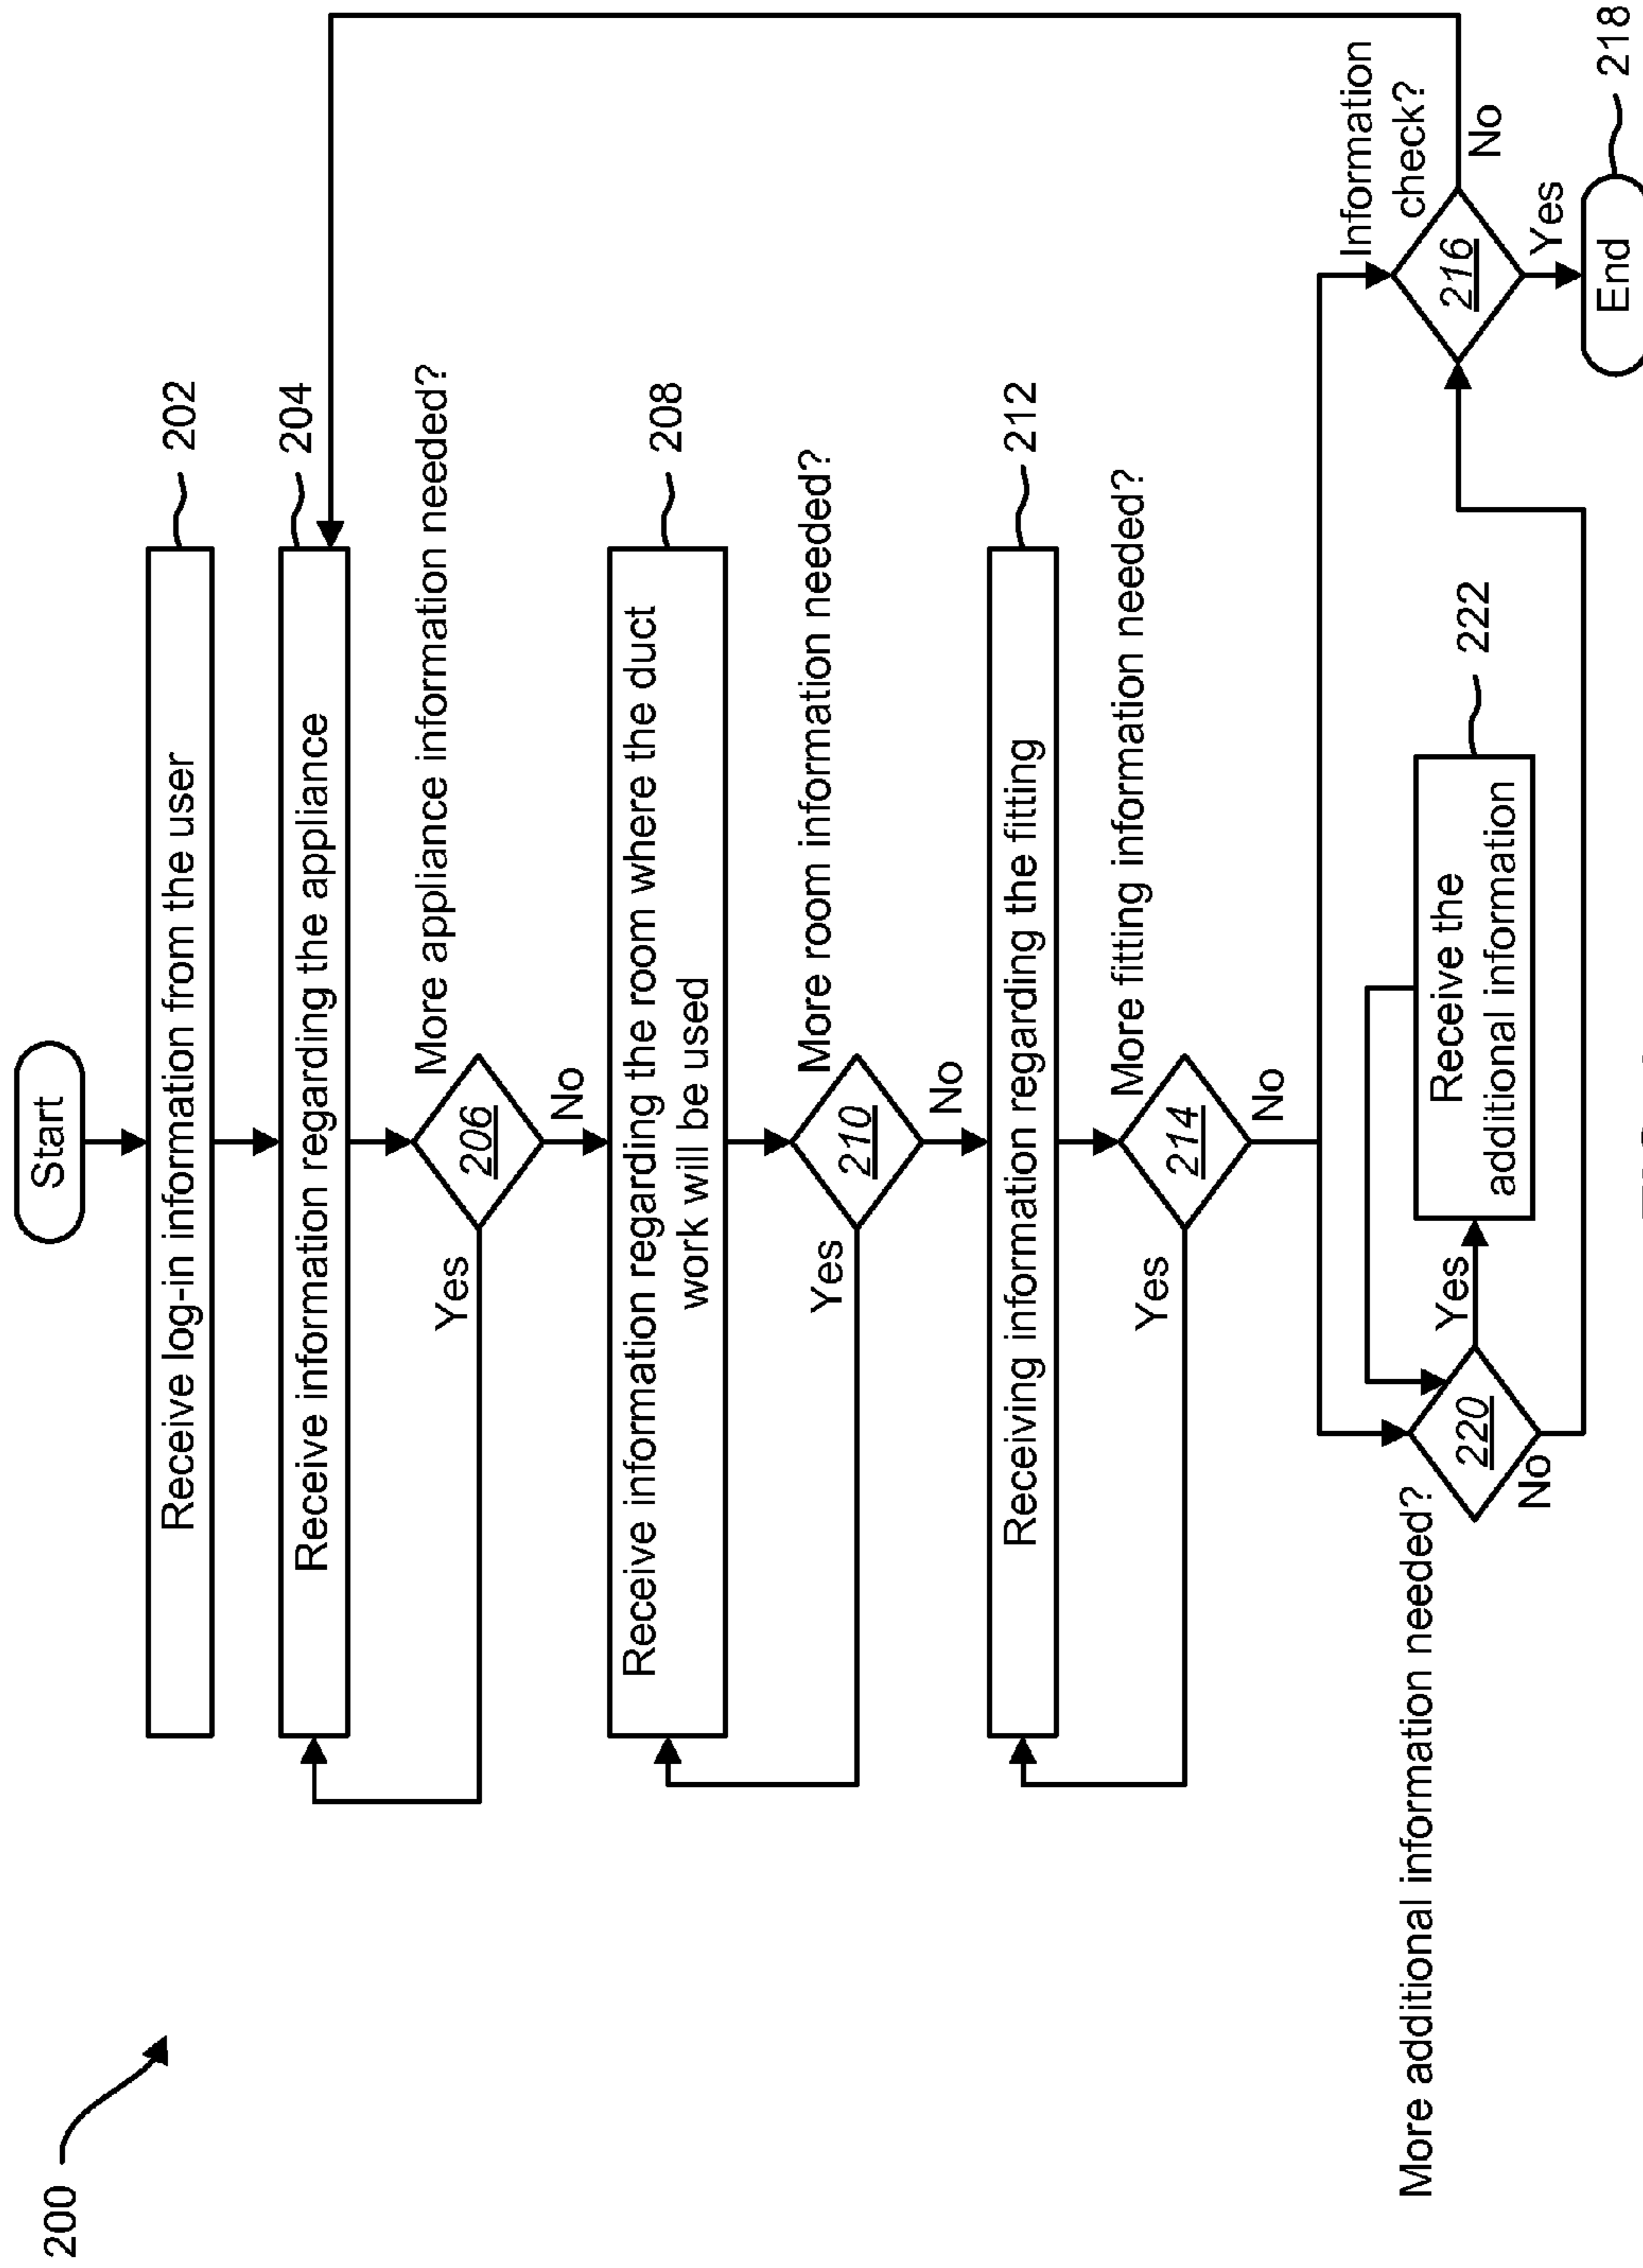 200
Start
Receive log-in information from the user
202
Receive information regarding the appliance
204
More appliance information needed?
206
Yes
No
Receive information regarding the room where the duct
work will be used
208
More room information needed?
210
Yes
No
Receiving information regarding the fitting
212
More fitting information needed?
214
Yes
No
More additional information needed?
220
Yes
No
Receive the
additional information
222
Information
check?
216
No
Yes
End
218